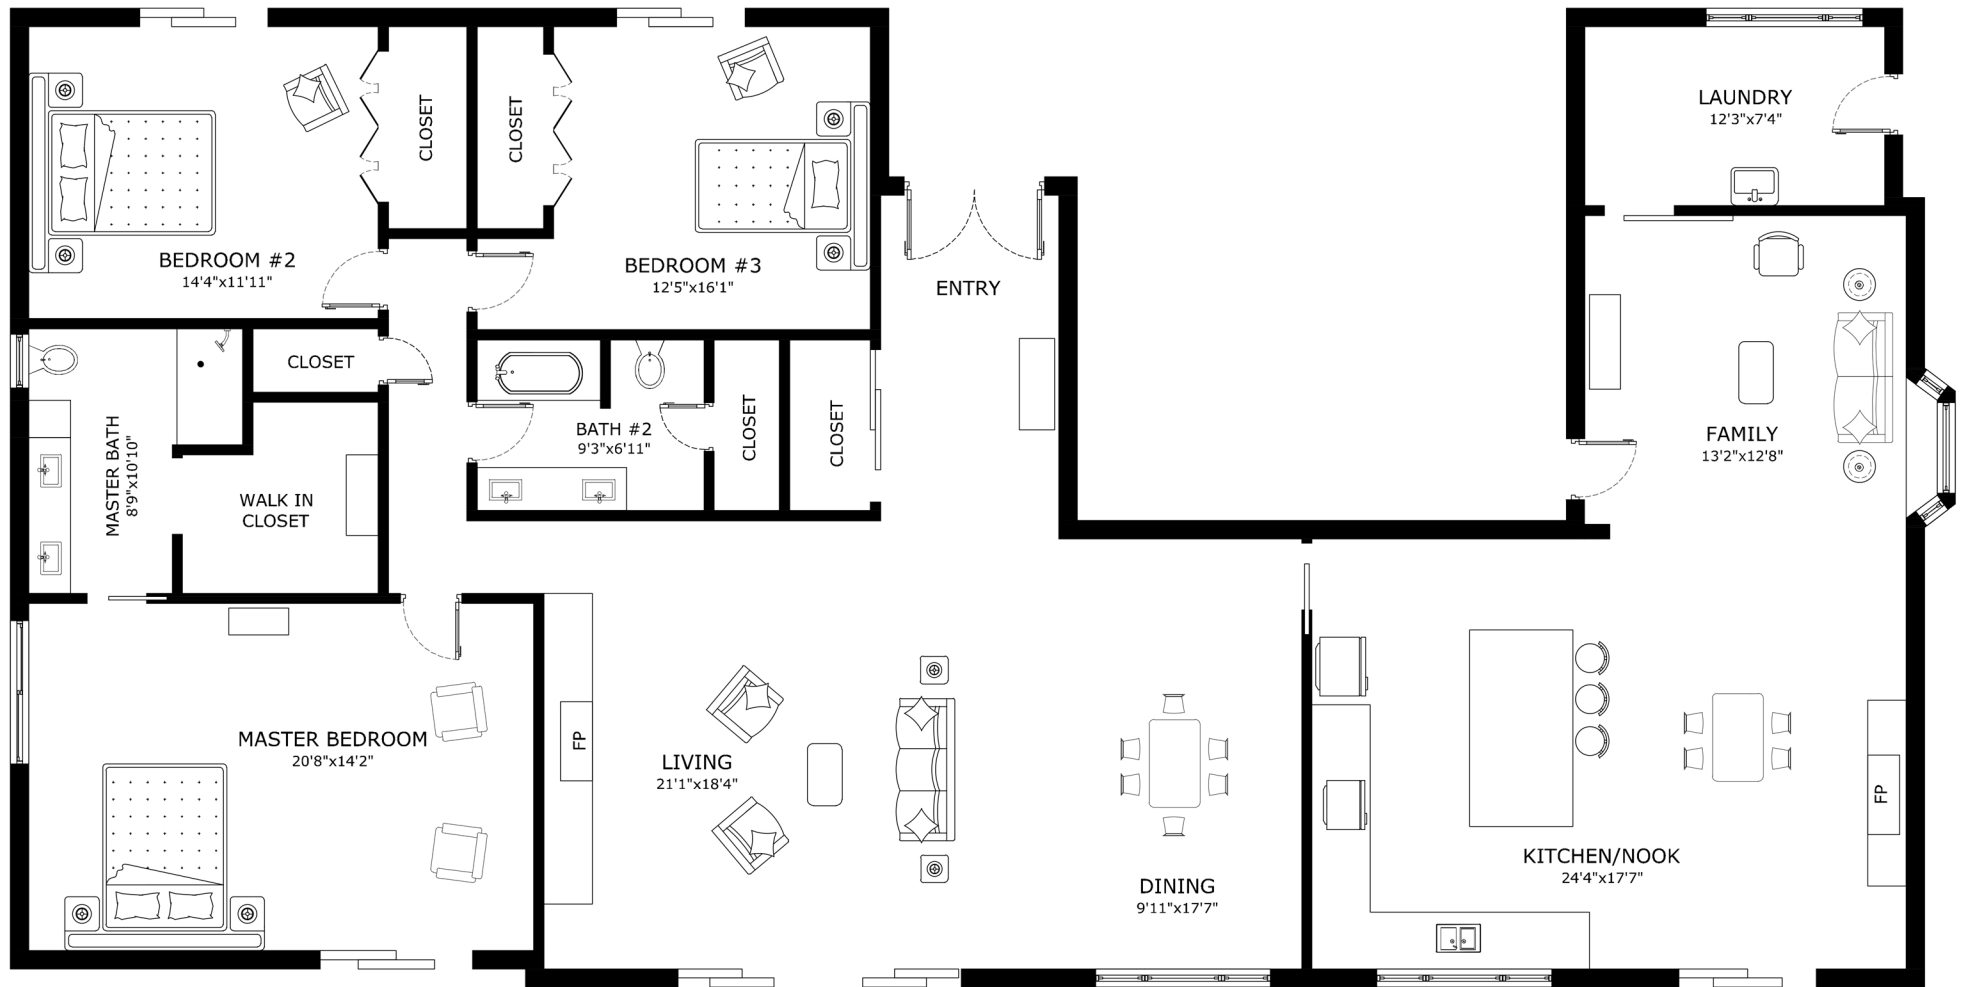 CLOSET
CLOSET
LAUNDRY
12'3"x7'4"
BEDROOM #2
14'4"x11'11"
BEDROOM #3
12'5"x16'1"
ENTRY
CLOSET
MASTER BATH
8'9"x10'10"
WALK IN
CLOSET
BATH #2
9'3"x6'11"
CLOSET
CLOSET
FAMILY
13'2"x12'8"
MASTER BEDROOM
20'8"x14'2"
FP
LIVING
21'1"x18'4"
DINING
9'11"x17'7"
KITCHEN/NOOK
24'4"x17'7"
FP